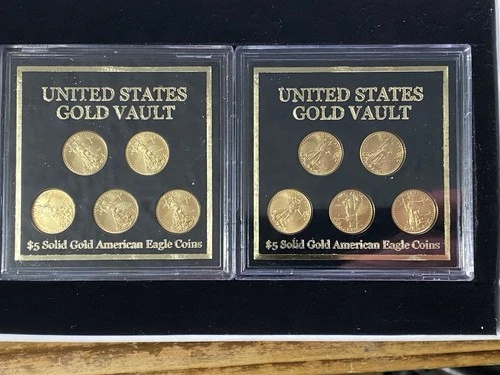 UNITED STATES
GOLD VAULT
$5 Solid Gold American Eagle Coins
UNITED STATES
GOLD VAULT
$5 Solid Gold American Eagle Coins